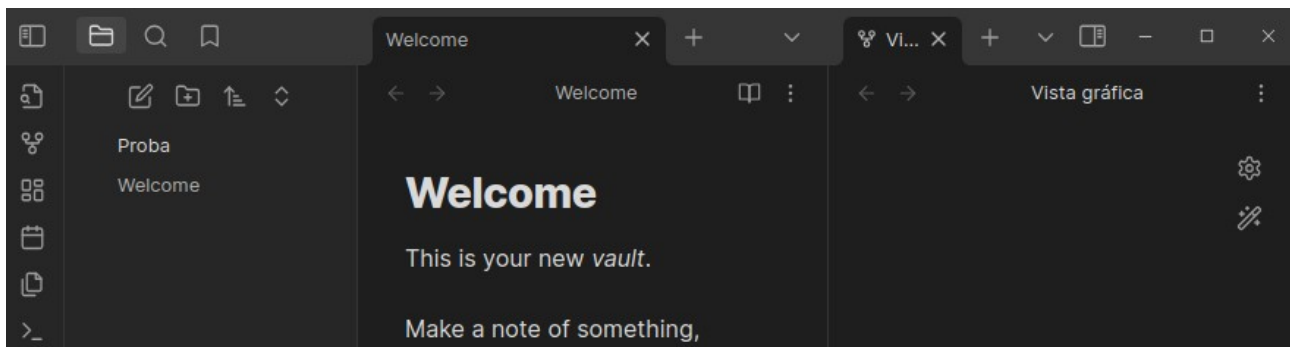 Welcome
Vi...
Welcome
Vista gráfica
Proba
Welcome
Welcome
This is your new vault.
Make a note of something,